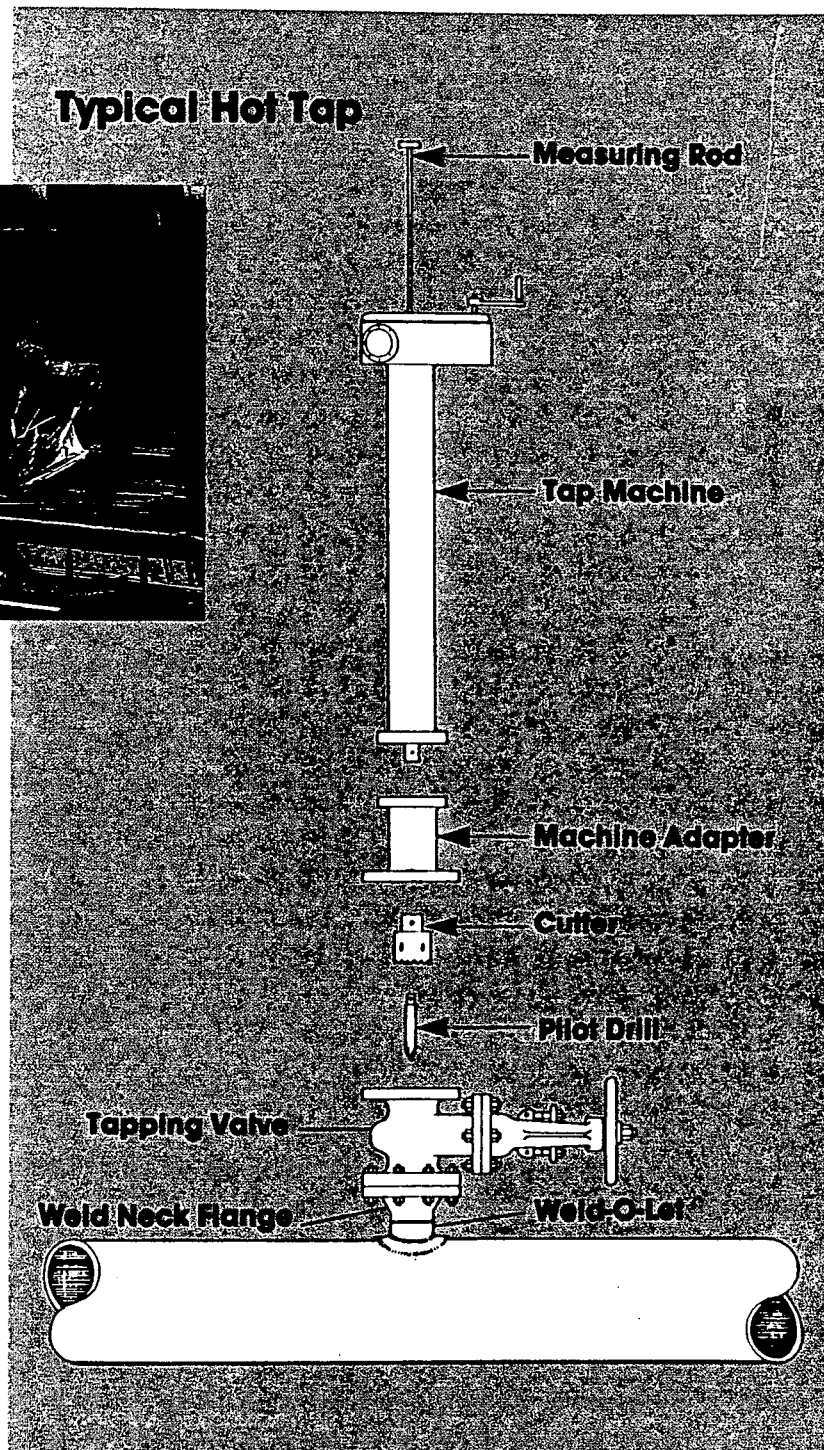 Typical Hot Tap
Measuring Rod
Tap Machine
Machine Adapter
Cutter
Pilot Drill
Tapping Valve
Weld Neck Flange
Weld-O-Let